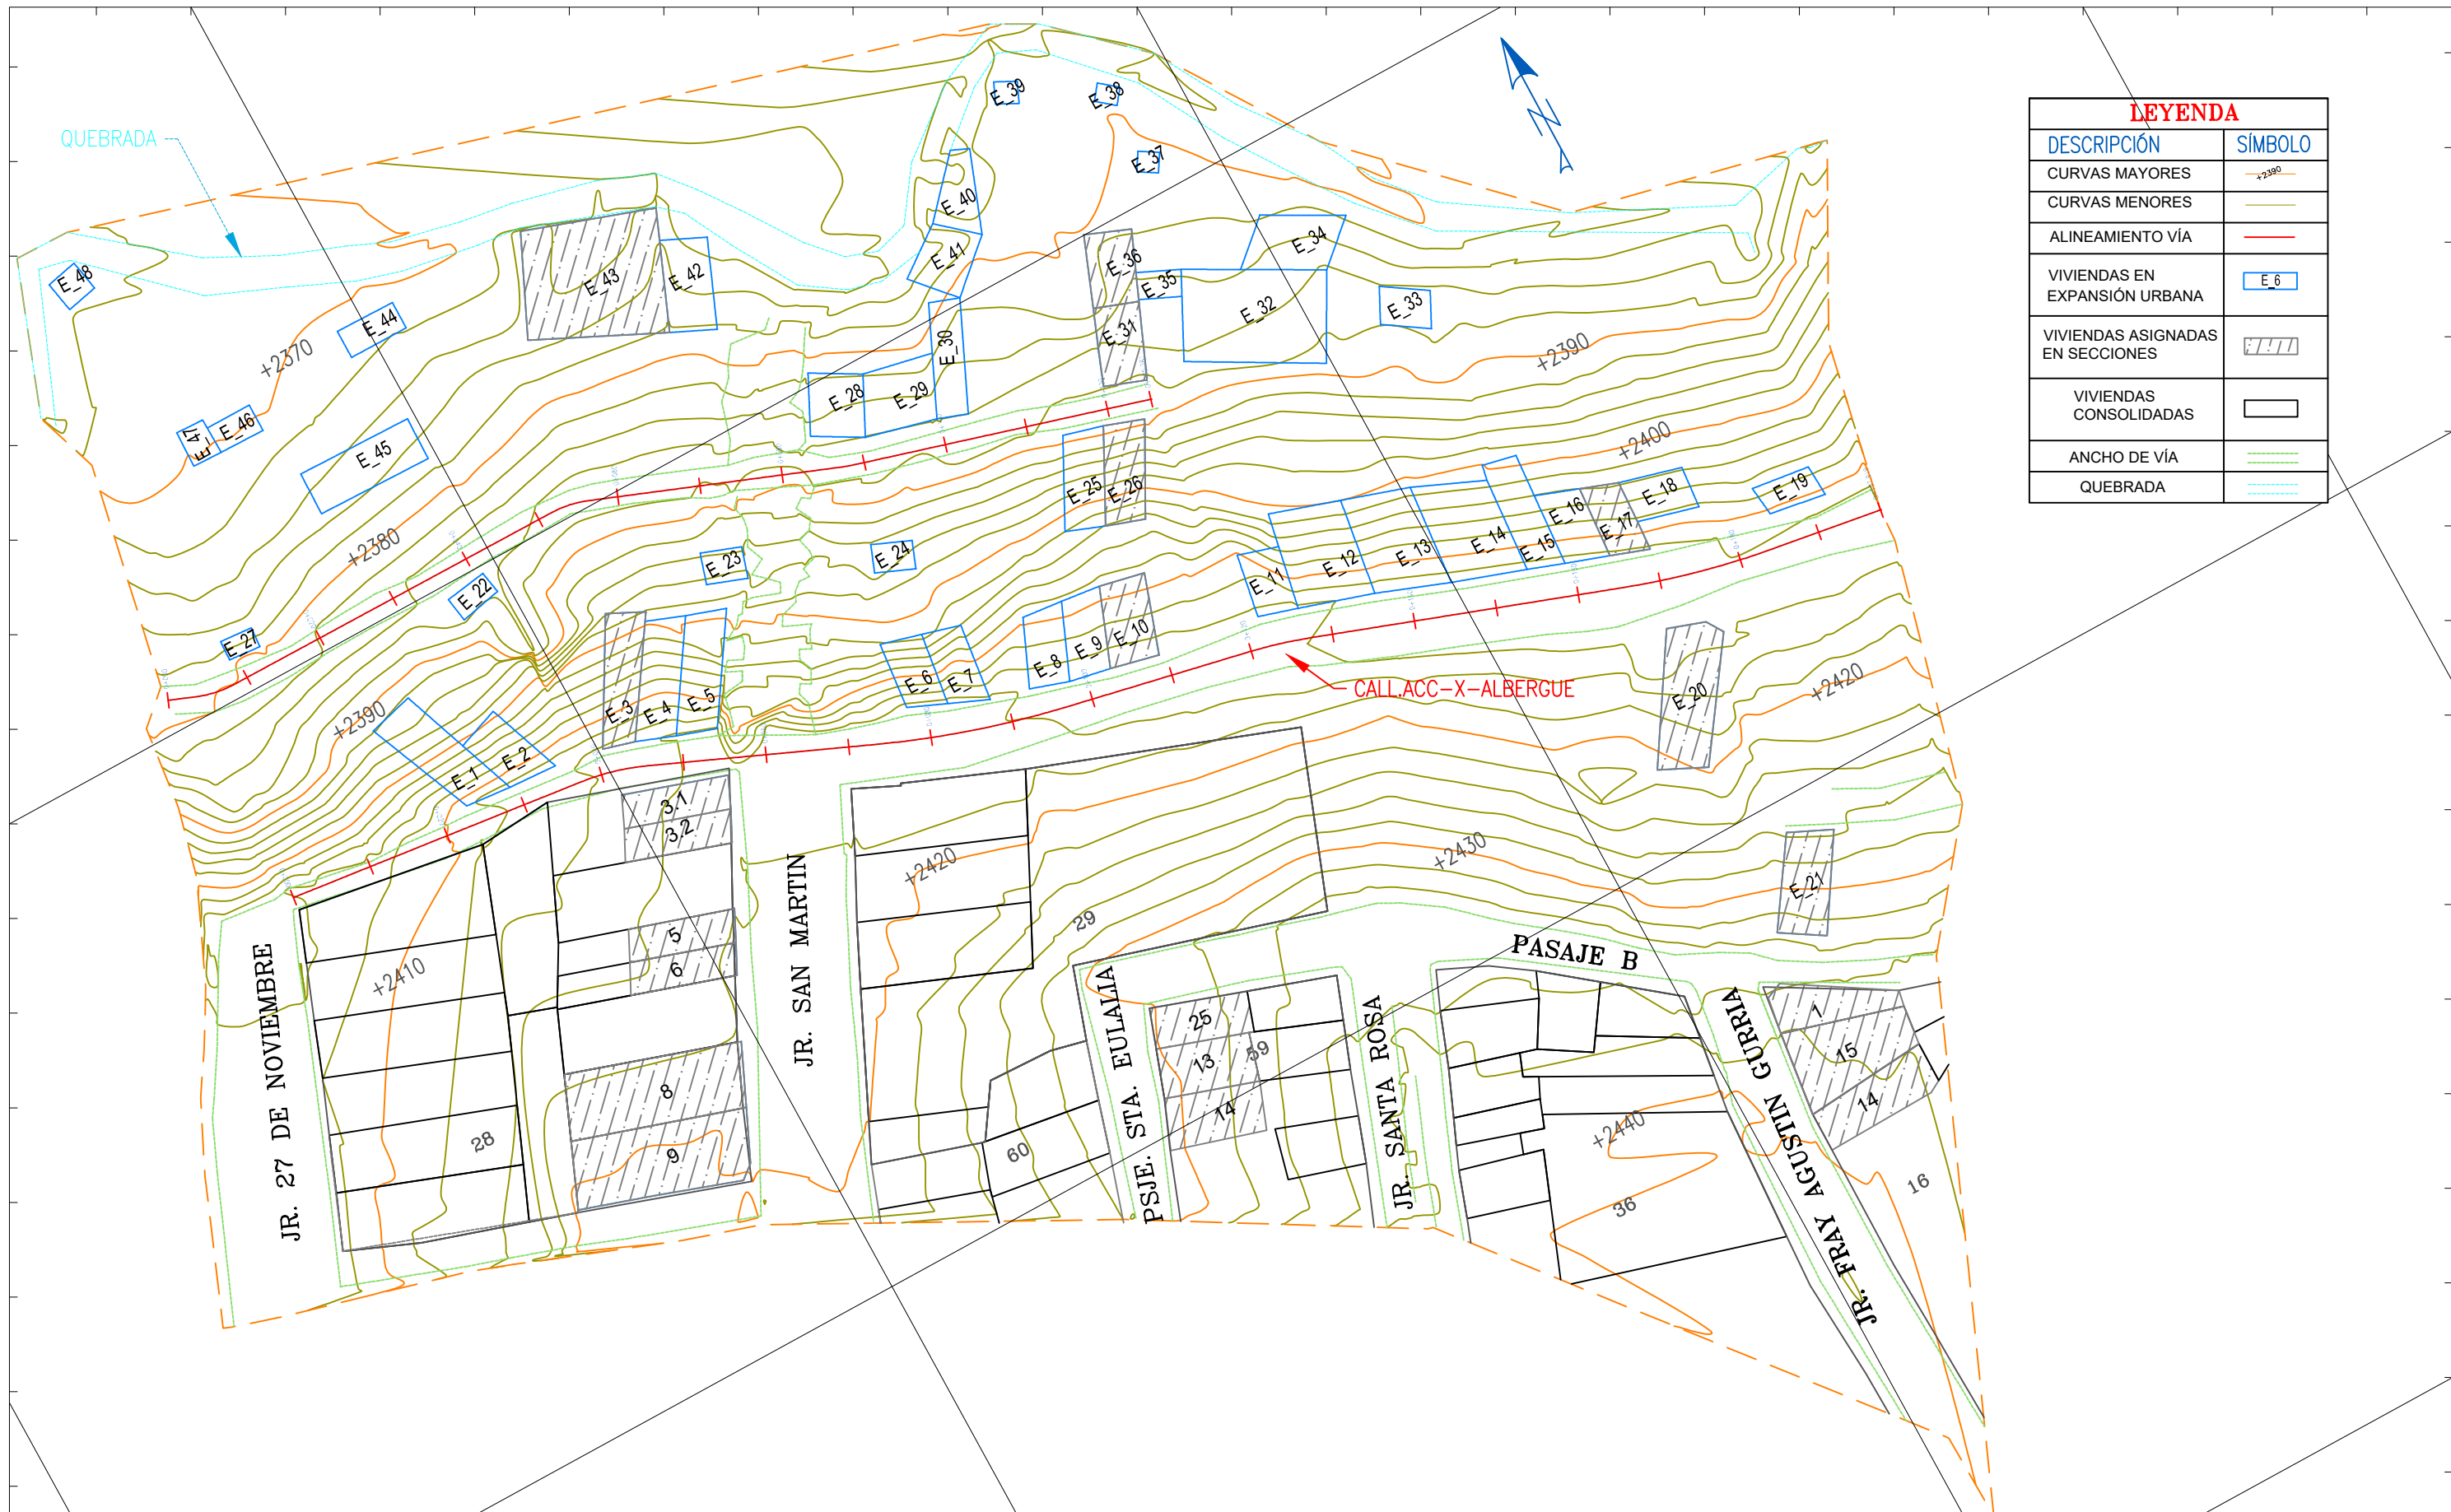 QUEBRADA
N
LEYENDA
DESCRIPCIÓN SÍMBOLO
CURVAS MAYORES +2390
CURVAS MENORES
ALINEAMIENTO VÍA
VIVIENDAS EN
EXPANSIÓN URBANA E_6
VIVIENDAS ASIGNADAS
EN SECCIONES
VIVIENDAS
CONSOLIDADAS
ANCHO DE VÍA
QUEBRADA
E_39
E_38
E_37
E_40
E_41
E_48
E_43
E_42
E_36
E_35
E_34
E_32
E_33
E_31
E_44
+2370
E_30
E_28
E_29
+2390
E_47
E_46
E_45
+2400
+2380
E_25
E_26
E_16
E_17
E_18
E_19
E_14
E_15
E_13
E_12
E_11
E_22
E_23
E_24
E_27
E_10
E_9
E_8
E_7
E_6
+2390
E_3
E_4
E_5
CALL.ACC-X-ALBERGUE
E_20
+2420
E_1
E_2
3.1
3.2
+2420
+2430
E_21
29
5
6
+2410
JR. 27 DE NOVIEMBRE
JR. SAN MARTIN
PASAJE B
PSJE. STA. EULALIA
JR. SANTA ROSA
JR. FRAY AGUSTIN GURRIA
25
13
59
14
1
15
14
8
9
28
60
+2440
36
16